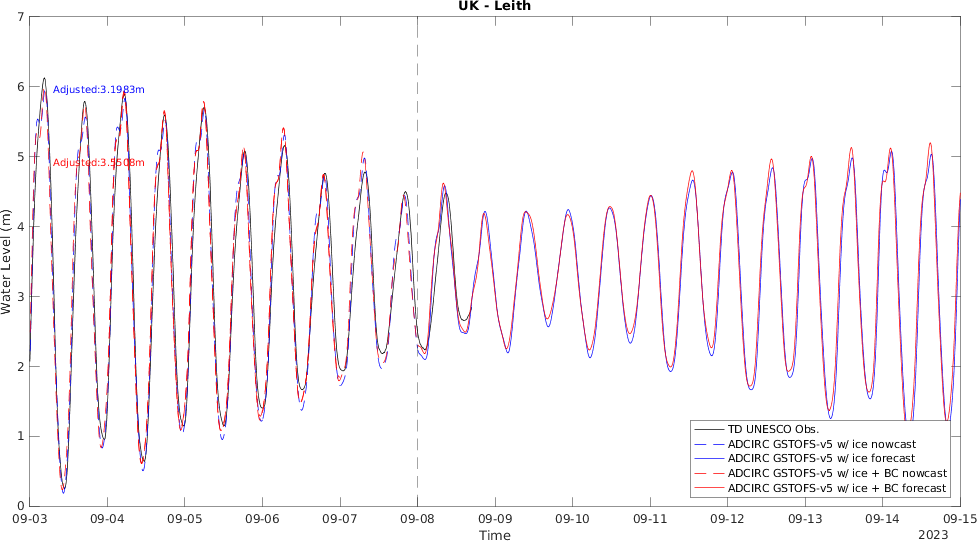 UK - Leith
7
6
5
4
3
2
1
0
Water Level (m)
Adjusted:3.1983m
Adjusted:3.5508m
TD UNESCO Obs.
ADCIRC GSTOFS-v5 w/ ice nowcast
ADCIRC GSTOFS-v5 w/ ice forecast
ADCIRC GSTOFS-v5 w/ ice + BC nowcast
ADCIRC GSTOFS-v5 w/ ice + BC forecast
09-03 09-04 09-05 09-06 09-07 09-08 09-09 09-10 09-11 09-12 09-13 09-14 09-15
Time
2023